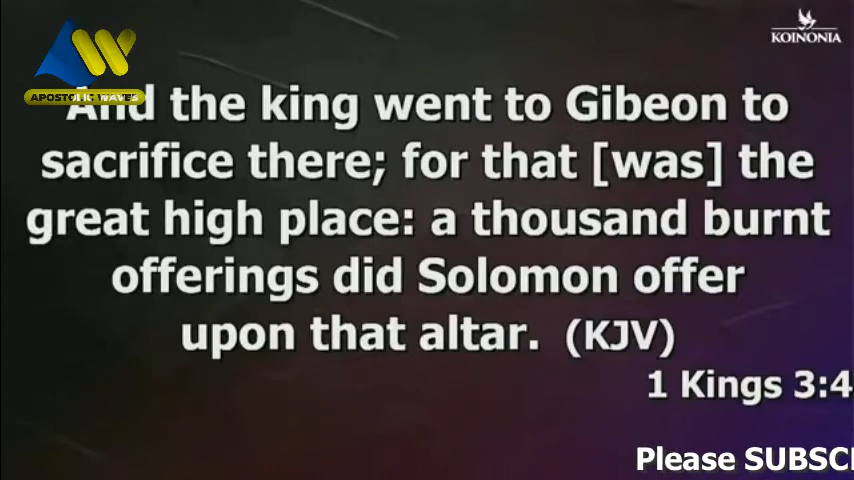 KOINONIA
APOSTOLIC WAVES
And the king went to Gibeon to
sacrifice there; for that [was] the
great high place: a thousand burnt
offerings did Solomon offer
upon that altar. (KJV)
1 Kings 3:4
Please SUBSC